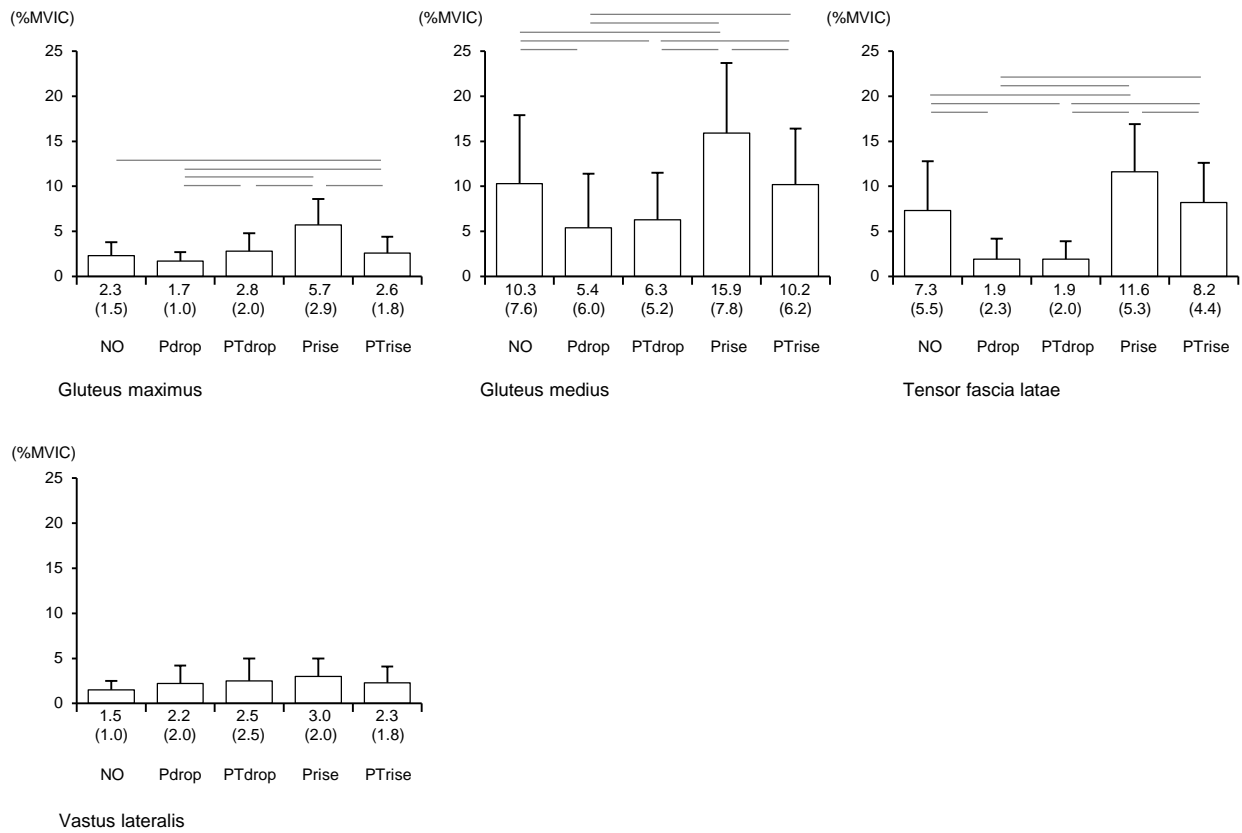 (%MVIC)
25
20
15
10
5
0
2.3 1.7 2.8 5.7 2.6
(1.5) (1.0) (2.0) (2.9) (1.8)
NO Pdrop PTdrop Prise PTrise
Gluteus maximus
(%MVIC)
25
20
15
10
5
0
10.3 5.4 6.3 15.9 10.2
(7.6) (6.0) (5.2) (7.8) (6.2)
NO Pdrop PTdrop Prise PTrise
Gluteus medius
(%MVIC)
25
20
15
10
5
0
7.3 1.9 1.9 11.6 8.2
(5.5) (2.3) (2.0) (5.3) (4.4)
NO Pdrop PTdrop Prise PTrise
Tensor fascia latae
(%MVIC)
25
20
15
10
5
0
1.5 2.2 2.5 3.0 2.3
(1.0) (2.0) (2.5) (2.0) (1.8)
NO Pdrop PTdrop Prise PTrise
Vastus lateralis